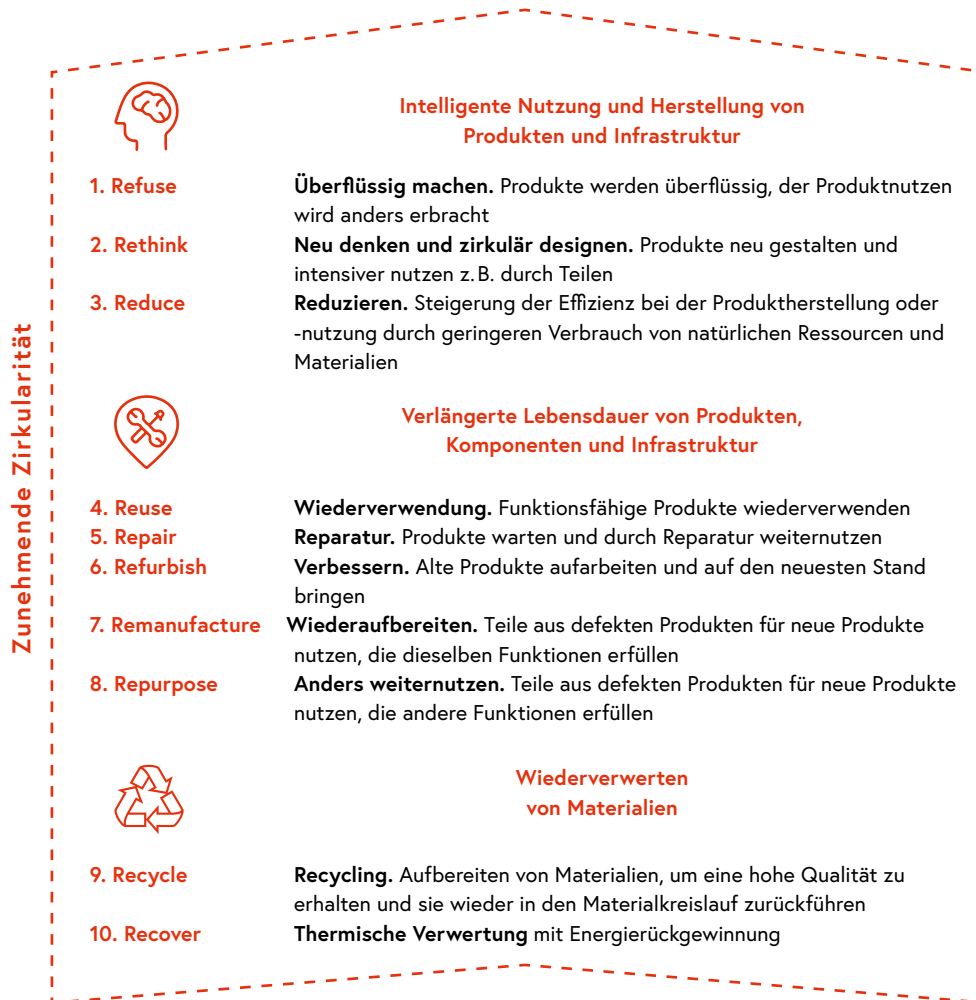 Zunehmende Zirkularität
Intelligente Nutzung und Herstellung von
Produkten und Infrastruktur
1. Refuse Überflüssig machen. Produkte werden überflüssig, der Produktnutzen
wird anders erbracht
2. Rethink Neu denken und zirkulär designen. Produkte neu gestalten und
intensiver nutzen z.B. durch Teilen
3. Reduce Reduzieren. Steigerung der Effizienz bei der Produktherstellung oder
-nutzung durch geringeren Verbrauch von natürlichen Ressourcen und
Materialien
Verlängerte Lebensdauer von Produkten,
Komponenten und Infrastruktur
4. Reuse Wiederverwendung. Funktionsfähige Produkte wiederverwenden
5. Repair Reparatur. Produkte warten und durch Reparatur weiternutzen
6. Refurbish Verbessern. Alte Produkte aufarbeiten und auf den neuesten Stand
bringen
7. Remanufacture Wiederaufbereiten. Teile aus defekten Produkten für neue Produkte
nutzen, die dieselben Funktionen erfüllen
8. Repurpose Anders weiternutzen. Teile aus defekten Produkten für neue Produkte
nutzen, die andere Funktionen erfüllen
Wiederverwerten
von Materialien
9. Recycle Recycling. Aufbereiten von Materialien, um eine hohe Qualität zu
erhalten und sie wieder in den Materialkreislauf zurückführen
10. Recover Thermische Verwertung mit Energierückgewinnung